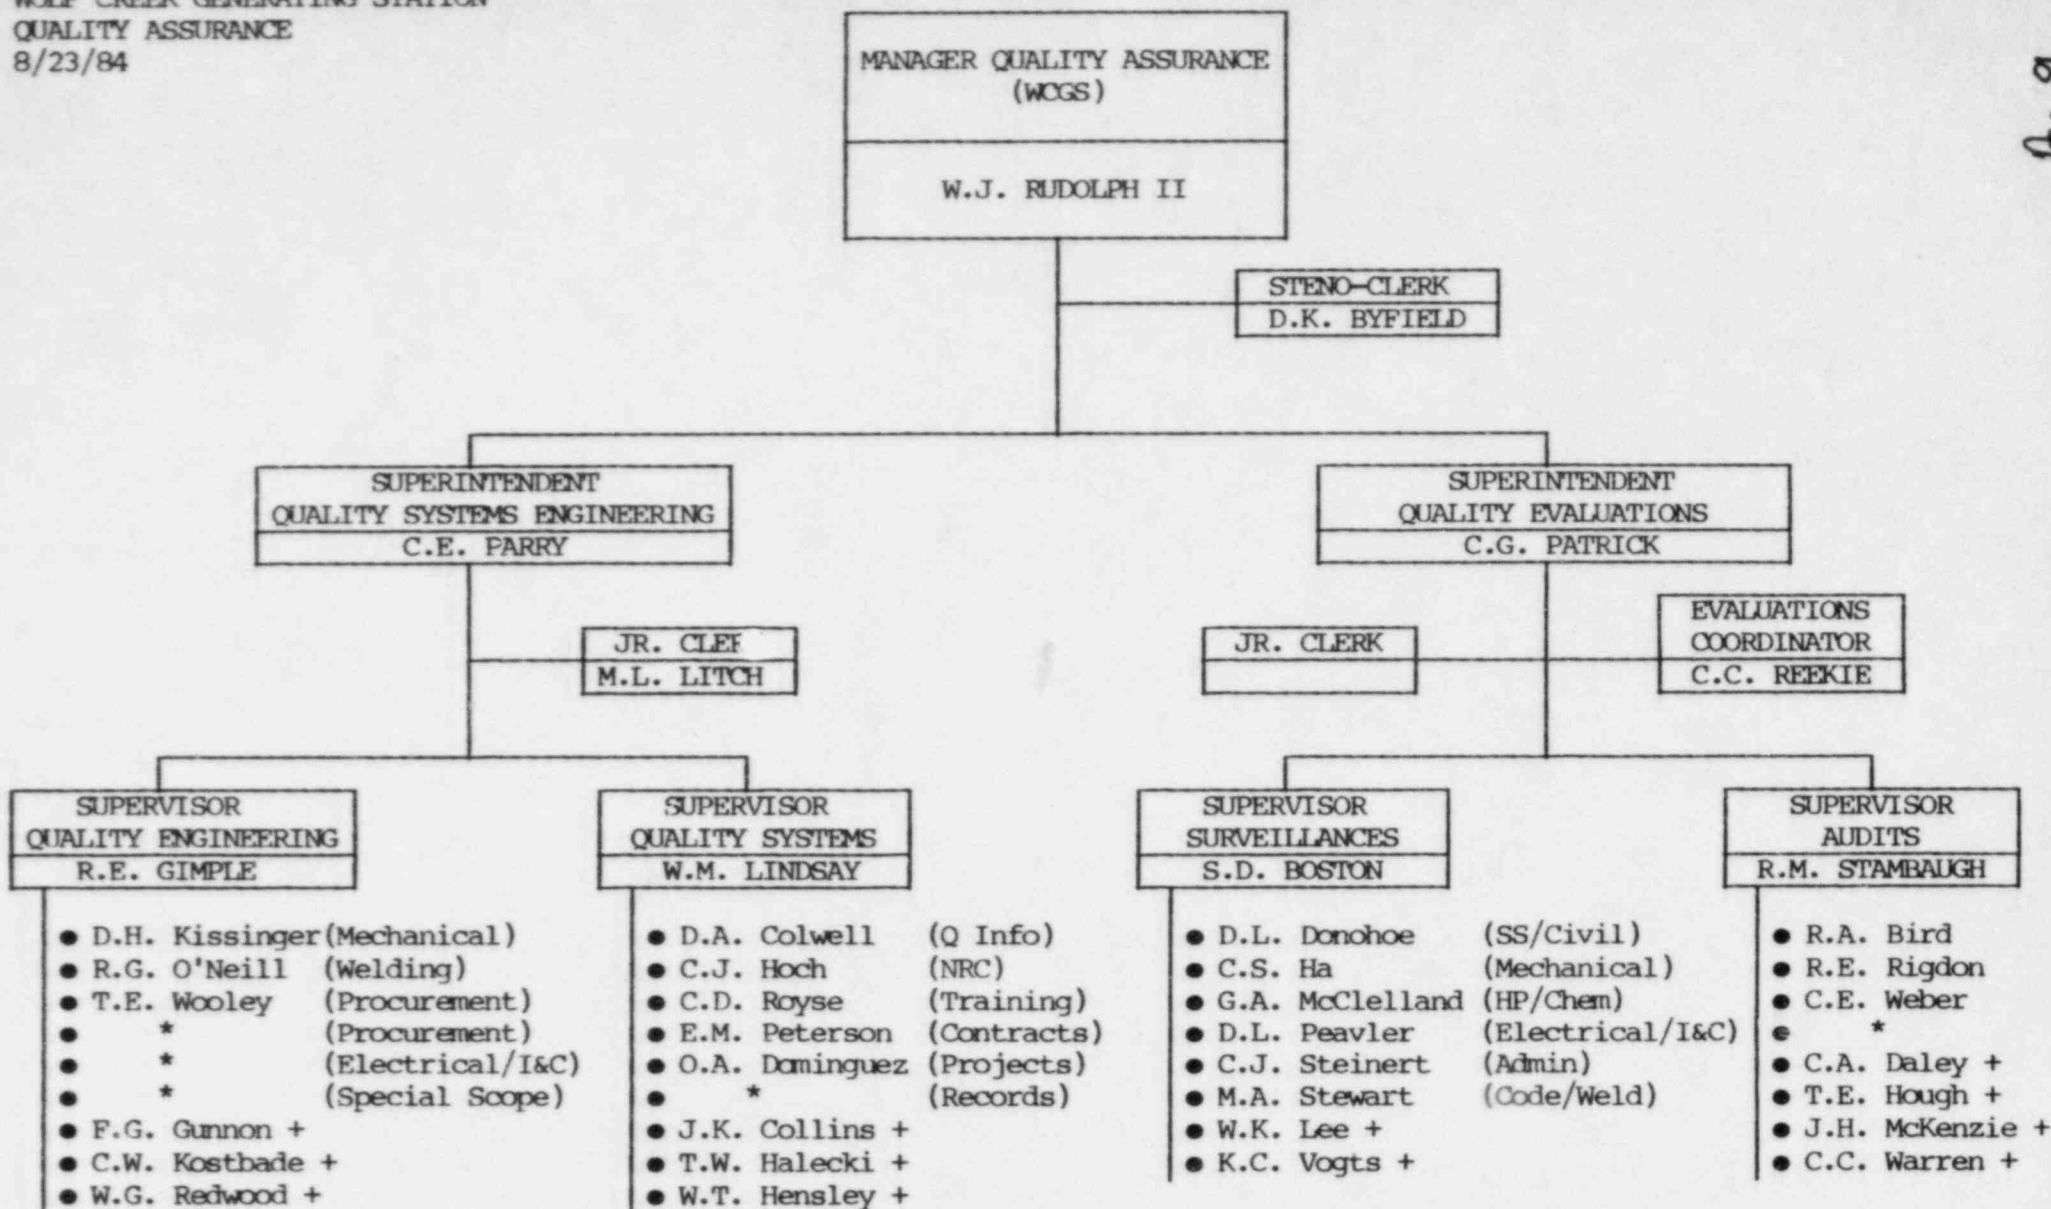 WOLF CREEK GENERATING STATION
QUALITY ASSURANCE
8/23/84
MANAGER QUALITY ASSURANCE
(WCGS)
W.J. RUDOLPH II
STENO-CLERK
D.K. BYFIELD
SUPERINTENDENT
QUALITY SYSTEMS ENGINEERING
C.E. PARRY
SUPERINTENDENT
QUALITY EVALUATIONS
C.G. PATRICK
JR. CLE
M.L. LITCH
JR. CLERK
EVALUATIONS
COORDINATOR
C.C. REEKIE
SUPERVISOR
QUALITY ENGINEERING
R.E. GIMPLE
● D.H. Kissinger (Mechanical)
● R.G. O'Neill (Welding)
● T.E. Wooley (Procurement)
● * (Procurement)
● * (Electrical/I&C)
● * (Special Scope)
● F.G. Gunnon +
● C.W. Kostbade +
● W.G. Redwood +
SUPERVISOR
QUALITY SYSTEMS
W.M. LINDSAY
● D.A. Colwell (Q Info)
● C.J. Hoch (NRC)
● C.D. Royse (Training)
● E.M. Peterson (Contracts)
● O.A. Dominguez (Projects)
● * (Records)
● J.K. Collins +
● T.W. Halecki +
● W.T. Hensley +
SUPERVISOR
SURVEILLANCES
S.D. BOSTON
● D.L. Donohoe (SS/Civil)
● C.S. Ha (Mechanical)
● G.A. McClelland (HP/Chem)
● D.L. Peavler (Electrical/I&C)
● C.J. Steinert (Admin)
● M.A. Stewart (Code/Weld)
● W.K. Lee +
● K.C. Vogts +
SUPERVISOR
AUDITS
R.M. STAMBAUGH
● R.A. Bird
● R.E. Rigdon
● C.E. Weber
● *
● C.A. Daley +
● T.E. Hough +
● J.H. McKenzie +
● C.C. Warren +